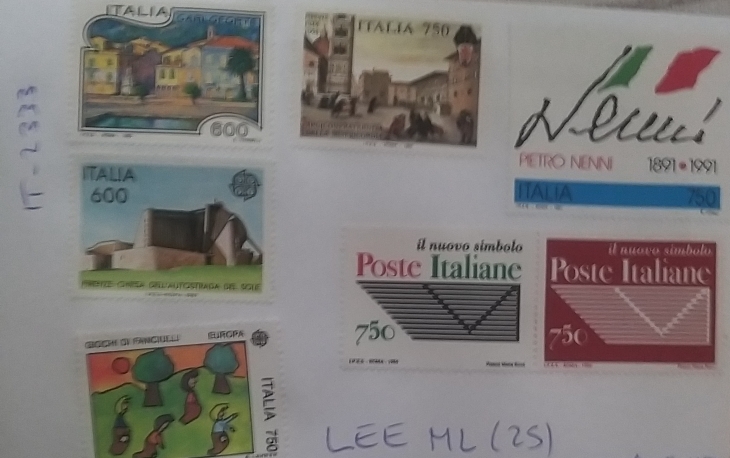 IT-2333
ITALIA
600
ITALIA 750
PIETRO NENNI 1891 • 1991
ITALIA 750
ITALIA
600
FIRENZE-CHIESA DELL'AUTOSTRADA DEL SOLE
il nuovo simbolo
Poste Italiane
750
il nuovo simbolo
Poste Italiane
750
GIOCHI DI FANCIULLI EUROPA
ITALIA 750
LEE ML (25)